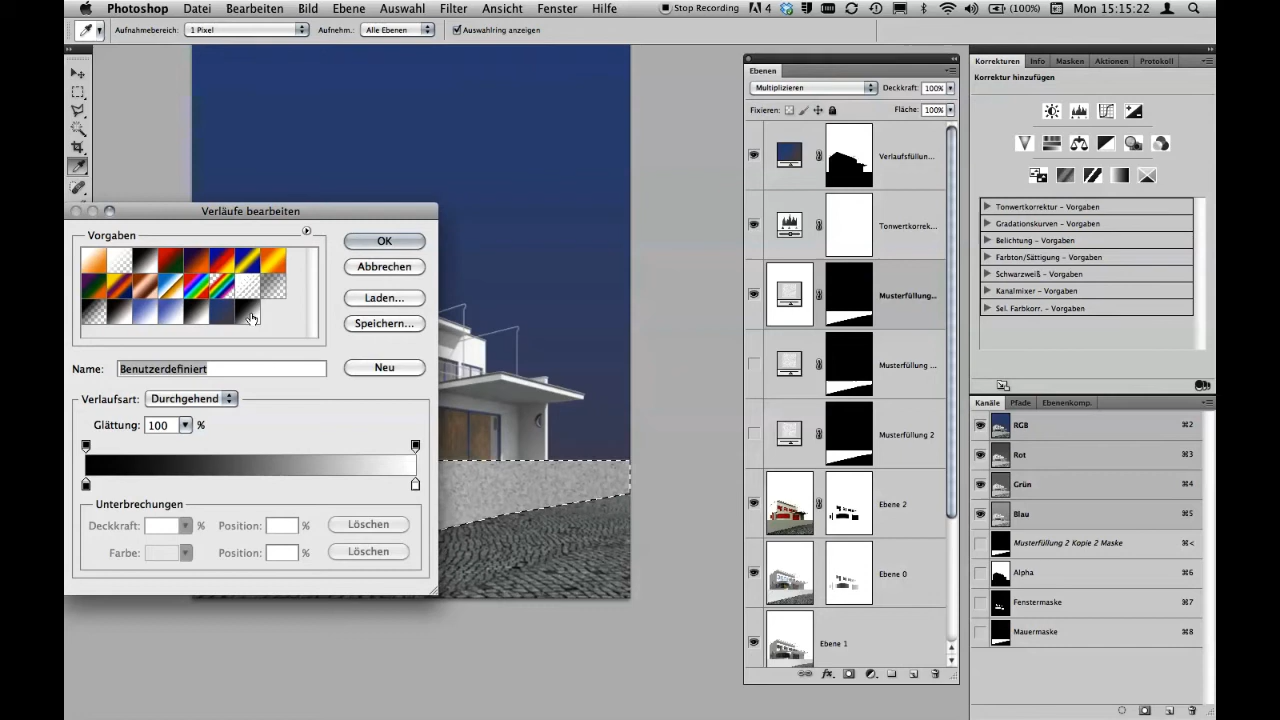 Photoshop Datei Bearbeiten Bild Ebene Auswahl Filter Ansicht Fenster Hilfe Stop Recording 4 (100%) Mon 15:15:22
Aufnahmebereich: 1 Pixel Aufnehm.: Alle Ebenen Auswahlring anzeigen
Ebenen
Multiplizieren Deckkraft: 100%
Fixieren: Fläche: 100%
Verlaufsfüllun...
Tonwertkorrek...
Musterfüllung...
Musterfüllung ...
Musterfüllung 2
Ebene 2
Ebene 0
Ebene 1
fx.
Korrekturen Info Masken Aktionen Protokoll
Korrektur hinzufügen
Tonwertkorrektur – Vorgaben
Gradationskurven – Vorgaben
Belichtung – Vorgaben
Farbton/Sättigung – Vorgaben
Schwarzweiß – Vorgaben
Kanalmixer – Vorgaben
Sel. Farbkorr. – Vorgaben
Kanäle Pfade Ebenenkomp.
RGB ⌘2
Rot ⌘3
Grün ⌘4
Blau ⌘5
Musterfüllung 2 Kopie 2 Maske ⌘<
Alpha ⌘6
Fenstermaske ⌘7
Mauermaske ⌘8
Verläufe bearbeiten
Vorgaben
OK
Abbrechen
Laden...
Speichern...
Name: Benutzerdefiniert Neu
Verlaufsart: Durchgehend
Glättung: 100 %
Unterbrechungen
Deckkraft: % Position: % Löschen
Farbe: Position: % Löschen